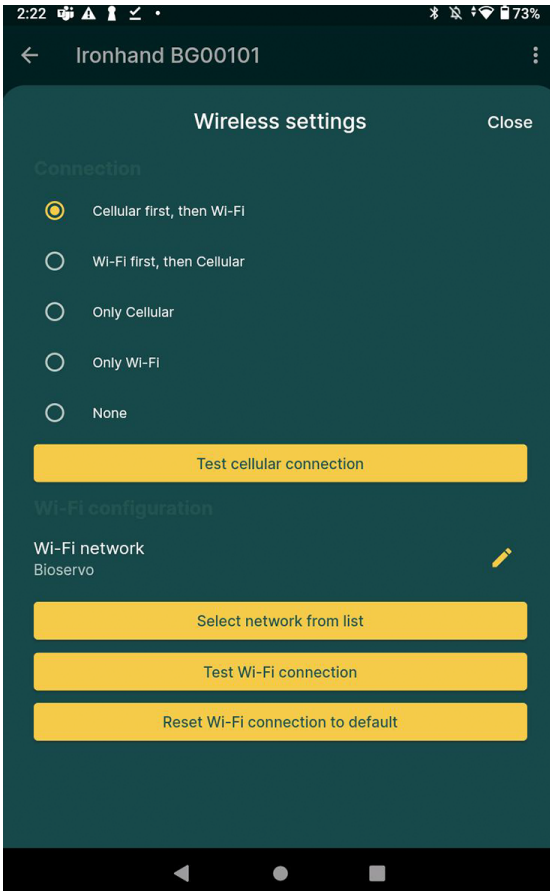 2:22 73%
Ironhand BG00101
Wireless settings Close
Connection
Cellular first, then Wi-Fi
Wi-Fi first, then Cellular
Only Cellular
Only Wi-Fi
None
Test cellular connection
Wi-Fi configuration
Wi-Fi network
Bioservo
Select network from list
Test Wi-Fi connection
Reset Wi-Fi connection to default